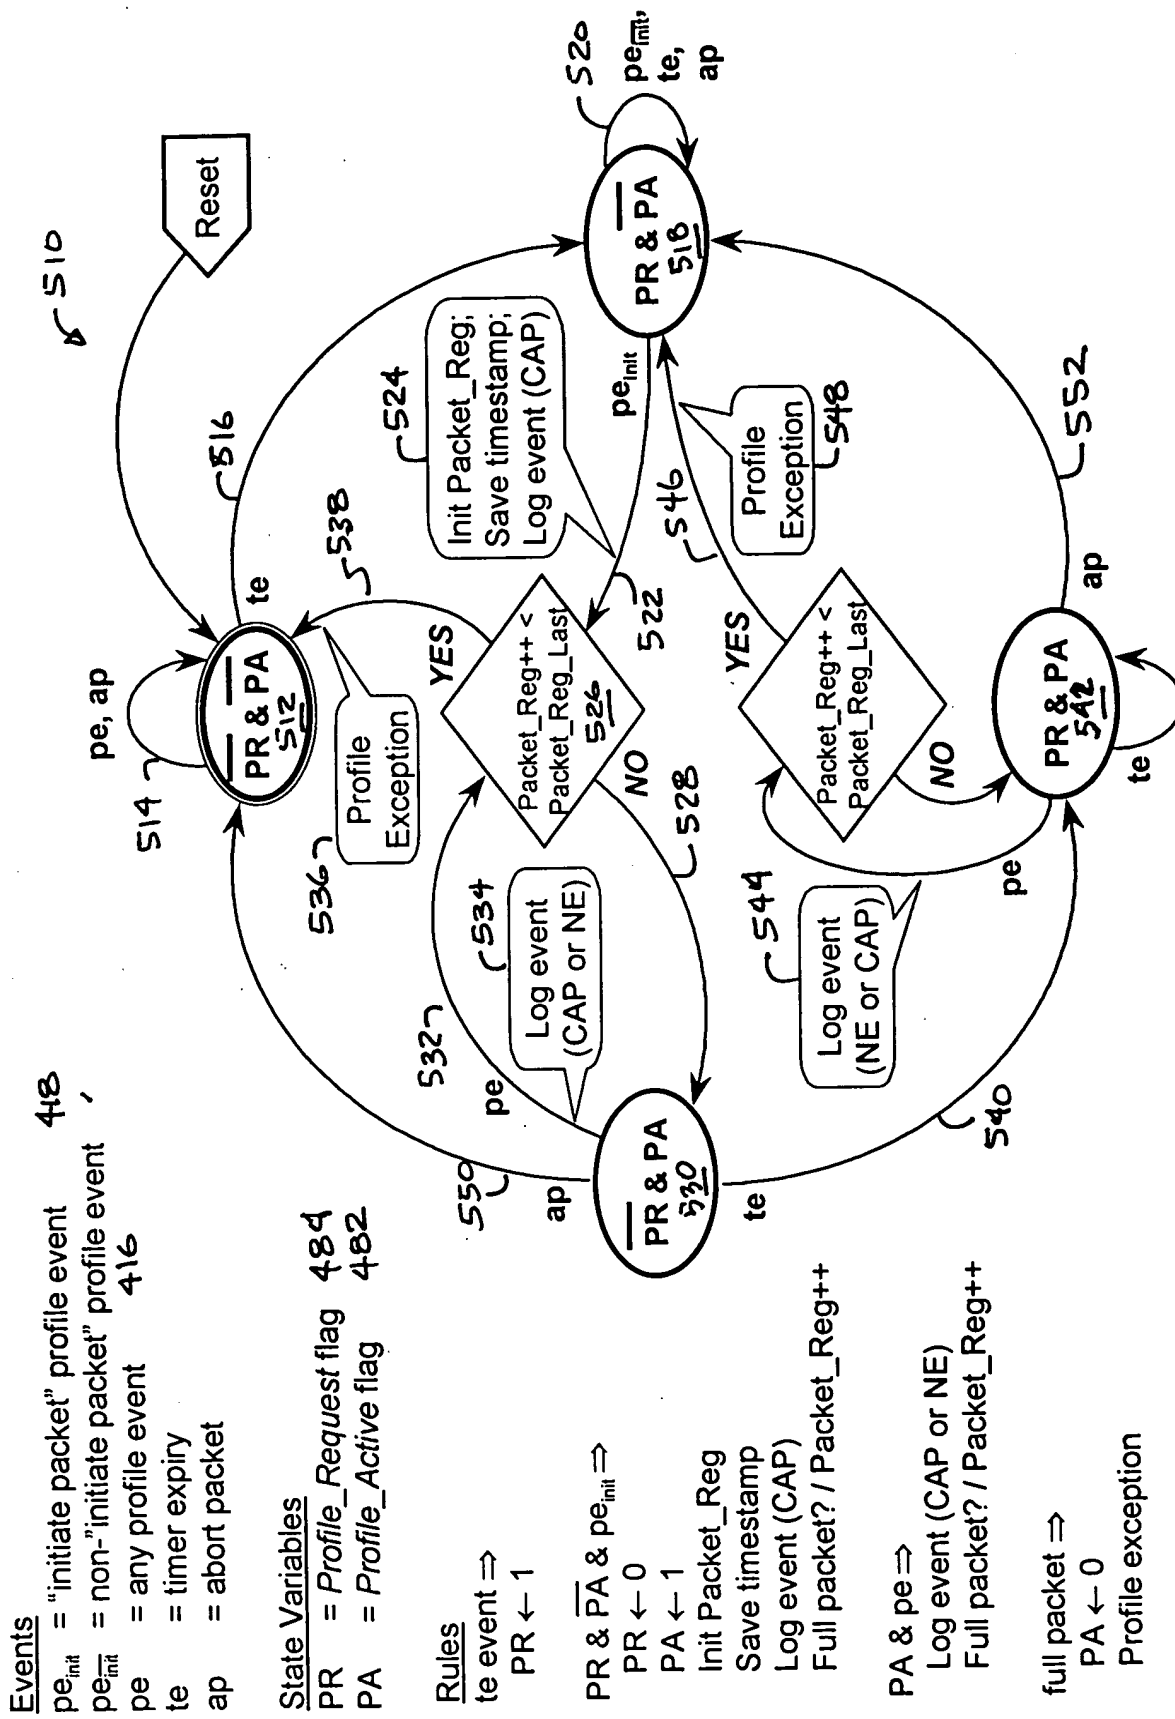 Events
pe_init = "initiate packet" profile event 418
pe_i̅n̅i̅t̅ = non-"initiate packet" profile event
pe = any profile event 416
te = timer expiry
ap = abort packet
State Variables
PR = Profile_Request flag 484
PA = Profile_Active flag 482
Rules
te event ⇒
PR ← 1
PR & P̅A̅ & pe_init ⇒
PR ← 0
PA ← 1
Init Packet_Reg
Save timestamp
Log event (CAP)
Full packet? / Packet_Reg++
PA & pe ⇒
Log event (CAP or NE)
Full packet? / Packet_Reg++
full packet ⇒
PA ← 0
Profile exception
510
Reset
514
pe, ap
P̅R̅ & P̅A̅
512
te
516
536
Profile
Exception
538
550
ap
532
pe
534
Log event
(CAP or NE)
P̅R̅ & PA
530
te
540
YES
Packet_Reg++ <
Packet_Reg_Last
526
NO
528
522
524
Init Packet_Reg;
Save timestamp;
Log event (CAP)
pe_init
PR & P̅A̅
518
520
pe_i̅n̅i̅t̅,
te,
ap
544
Log event
(NE or CAP)
pe
YES
Packet_Reg++ <
Packet_Reg_Last
NO
546
Profile
Exception
548
PR & PA
542
te
ap
552